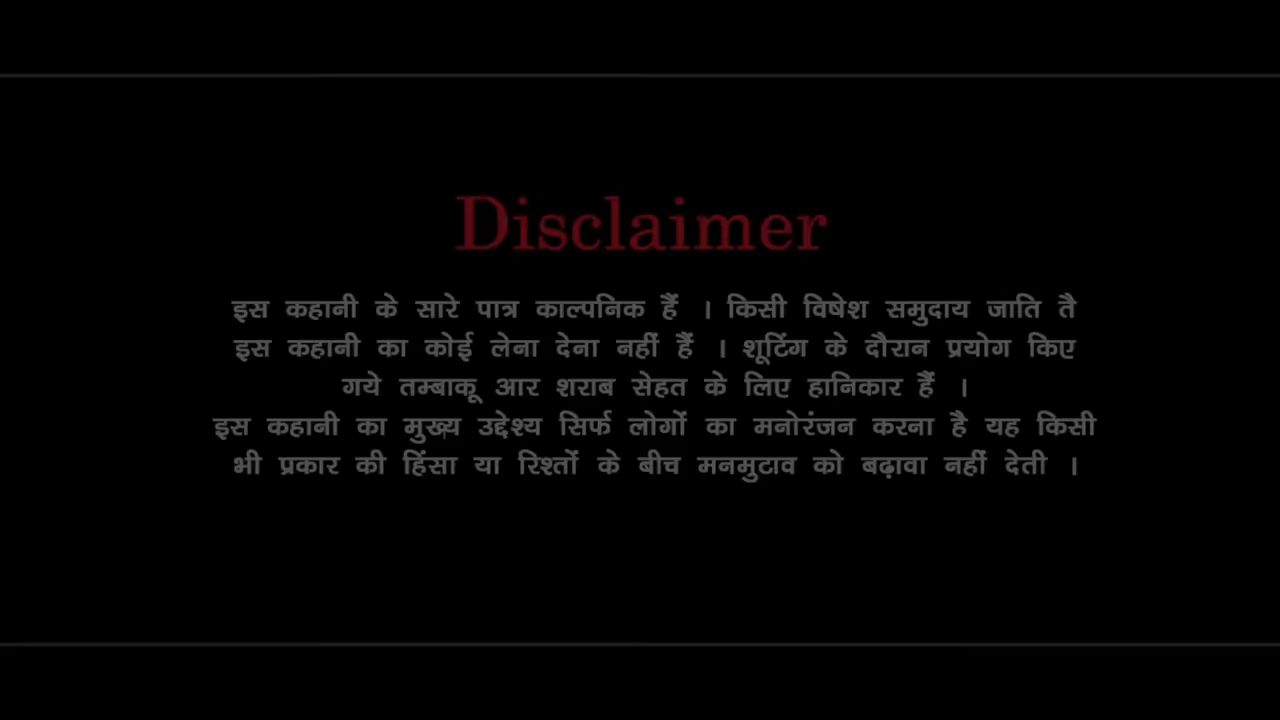 Disclaimer
इस कहानी के सारे पात्र काल्पनिक हैं । किसी विषेश समुदाय जाति तै
इस कहानी का कोई लेना देना नहीं हैं । शूटिंग के दौरान प्रयोग किए
गये तम्बाकू आर शराब सेहत के लिए हानिकार हैं ।
इस कहानी का मुख्य उद्देश्य सिर्फ लोगों का मनोरंजन करना है यह किसी
भी प्रकार की हिंसा या रिश्तों के बीच मनमुटाव को बढ़ावा नहीं देती ।